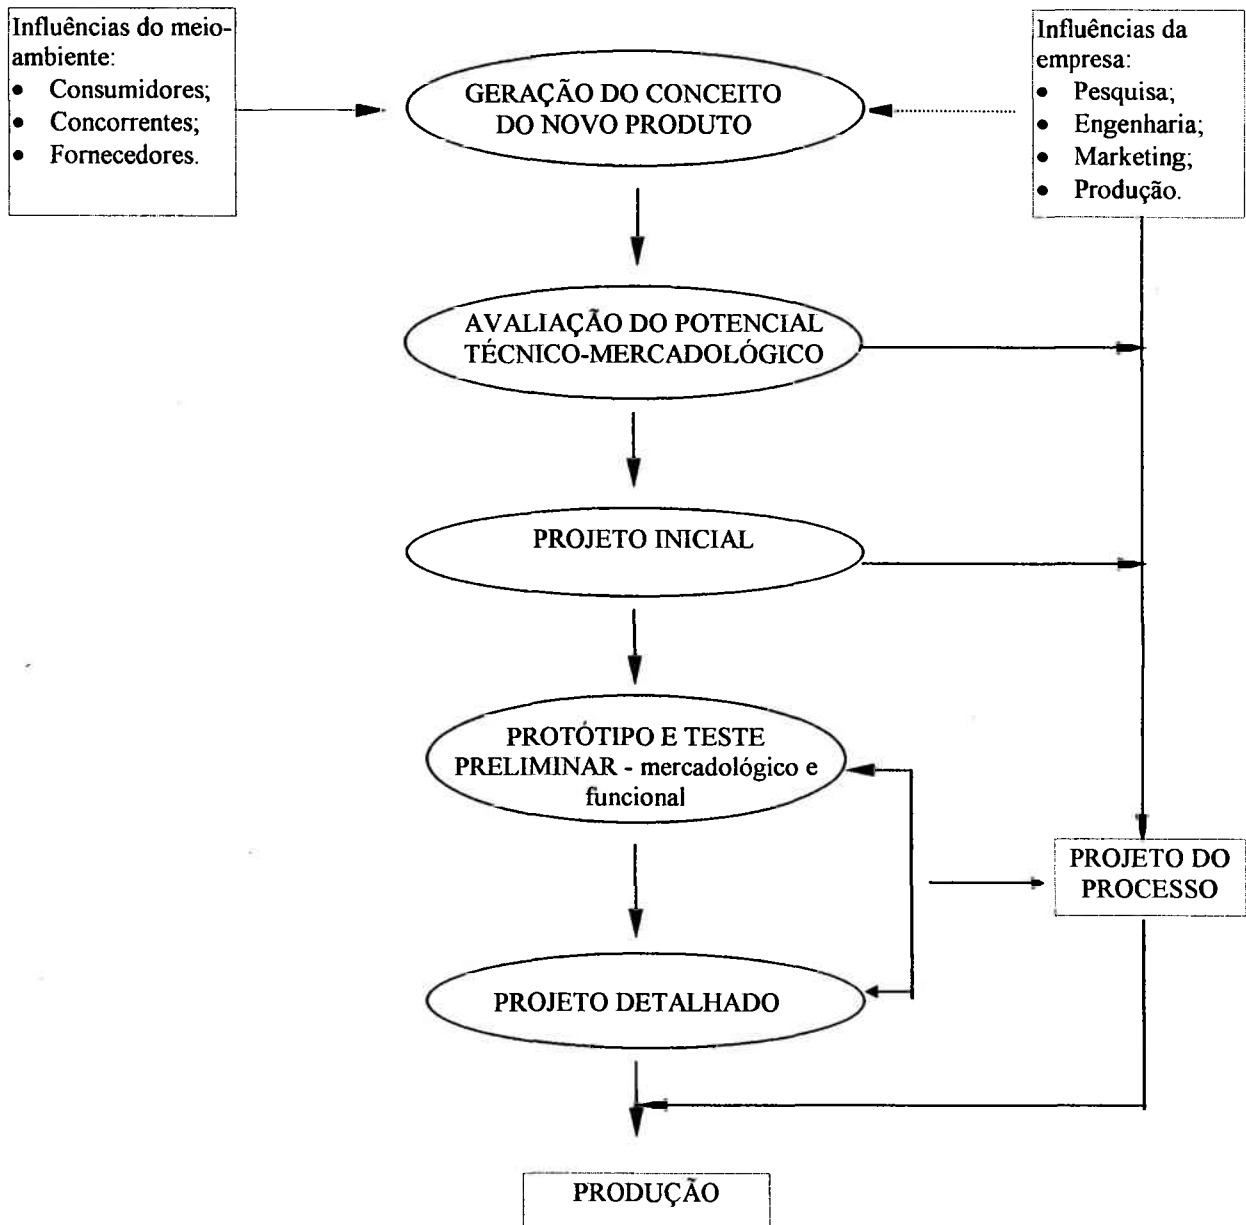 Influências do meio-
ambiente:
• Consumidores;
• Concorrentes;
• Fornecedores.
GERAÇÃO DO CONCEITO
DO NOVO PRODUTO
Influências da
empresa:
• Pesquisa;
• Engenharia;
• Marketing;
• Produção.
AVALIAÇÃO DO POTENCIAL
TÉCNICO-MERCADOLÓGICO
PROJETO INICIAL
PROTÓTIPO E TESTE
PRELIMINAR - mercadológico e
funcional
PROJETO DO
PROCESSO
PROJETO DETALHADO
PRODUÇÃO